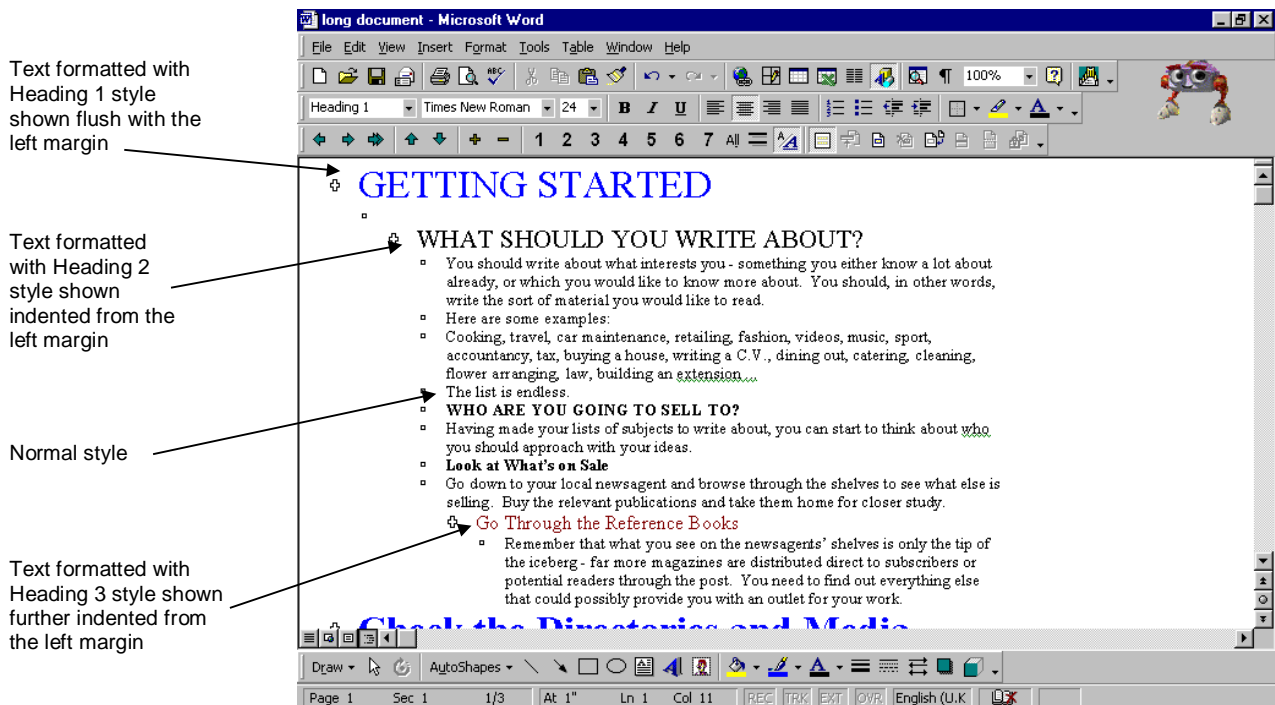 long document - Microsoft Word
File Edit View Insert Format Tools Table Window Help
100%
Heading 1 Times New Roman 24 B I U
1 2 3 4 5 6 7 All
Text formatted with
Heading 1 style
shown flush with the
left margin
GETTING STARTED
Text formatted
with Heading 2
style shown
indented from the
left margin
WHAT SHOULD YOU WRITE ABOUT?
You should write about what interests you - something you either know a lot about
already, or which you would like to know more about. You should, in other words,
write the sort of material you would like to read.
Here are some examples:
Cooking, travel, car maintenance, retailing, fashion, videos, music, sport,
accountancy, tax, buying a house, writing a C.V., dining out, catering, cleaning,
flower arranging, law, building an extension ...
The list is endless.
WHO ARE YOU GOING TO SELL TO?
Having made your lists of subjects to write about, you can start to think about who
you should approach with your ideas.
Normal style
Look at What's on Sale
Go down to your local newsagent and browse through the shelves to see what else is
selling. Buy the relevant publications and take them home for closer study.
Go Through the Reference Books
Remember that what you see on the newsagents' shelves is only the tip of
the iceberg - far more magazines are distributed direct to subscribers or
potential readers through the post. You need to find out everything else
that could possibly provide you with an outlet for your work.
Text formatted with
Heading 3 style shown
further indented from
the left margin
Check the Directories and Media
Draw AutoShapes
Page 1 Sec 1 1/3 At 1" Ln 1 Col 11 REC TRK EXT OVR English (U.K